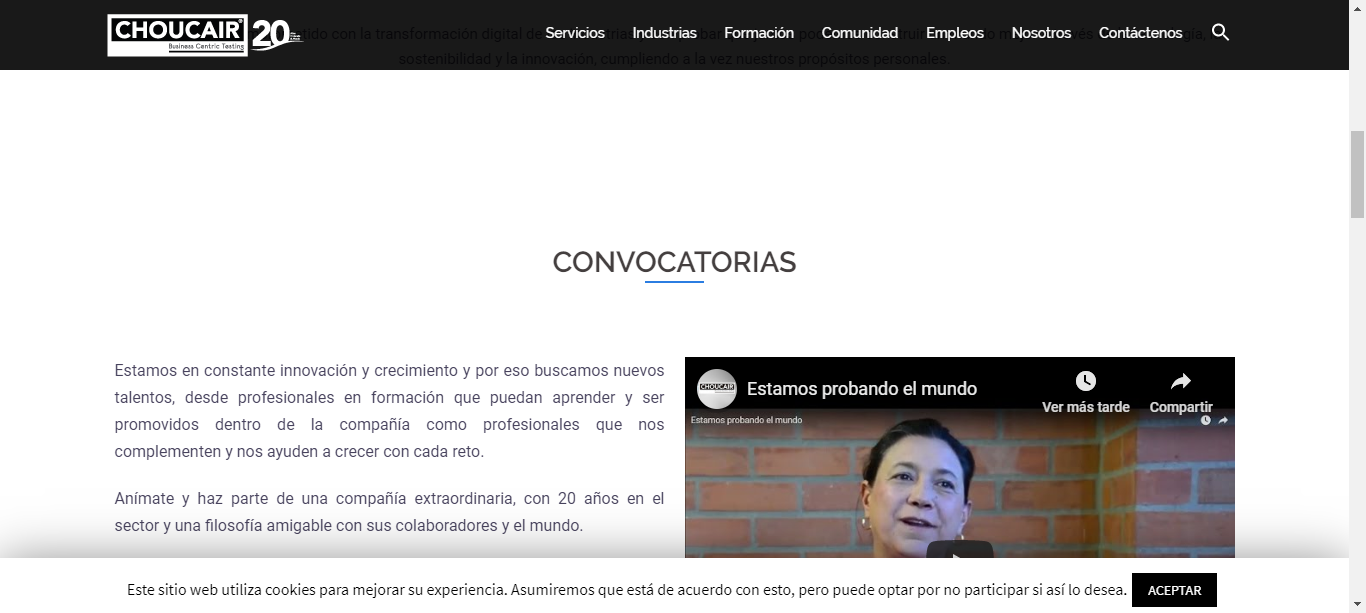 CHOUCAIR
Business Centric Testing
20
Servicios Industrias Formación Comunidad Empleos Nosotros Contáctenos
con la transformación digital de
sostenibilidad y la innovación, cumpliendo a la vez nuestros propósitos personales.
CONVOCATORIAS
Estamos en constante innovación y crecimiento y por eso buscamos nuevos
talentos, desde profesionales en formación que puedan aprender y ser
promovidos dentro de la compañía como profesionales que nos
complementen y nos ayuden a crecer con cada reto.
Anímate y haz parte de una compañía extraordinaria, con 20 años en el
sector y una filosofía amigable con sus colaboradores y el mundo.
CHOUCAIR
Estamos probando el mundo
Ver más tarde Compartir
Estamos probando el mundo
Este sitio web utiliza cookies para mejorar su experiencia. Asumiremos que está de acuerdo con esto, pero puede optar por no participar si así lo desea. ACEPTAR